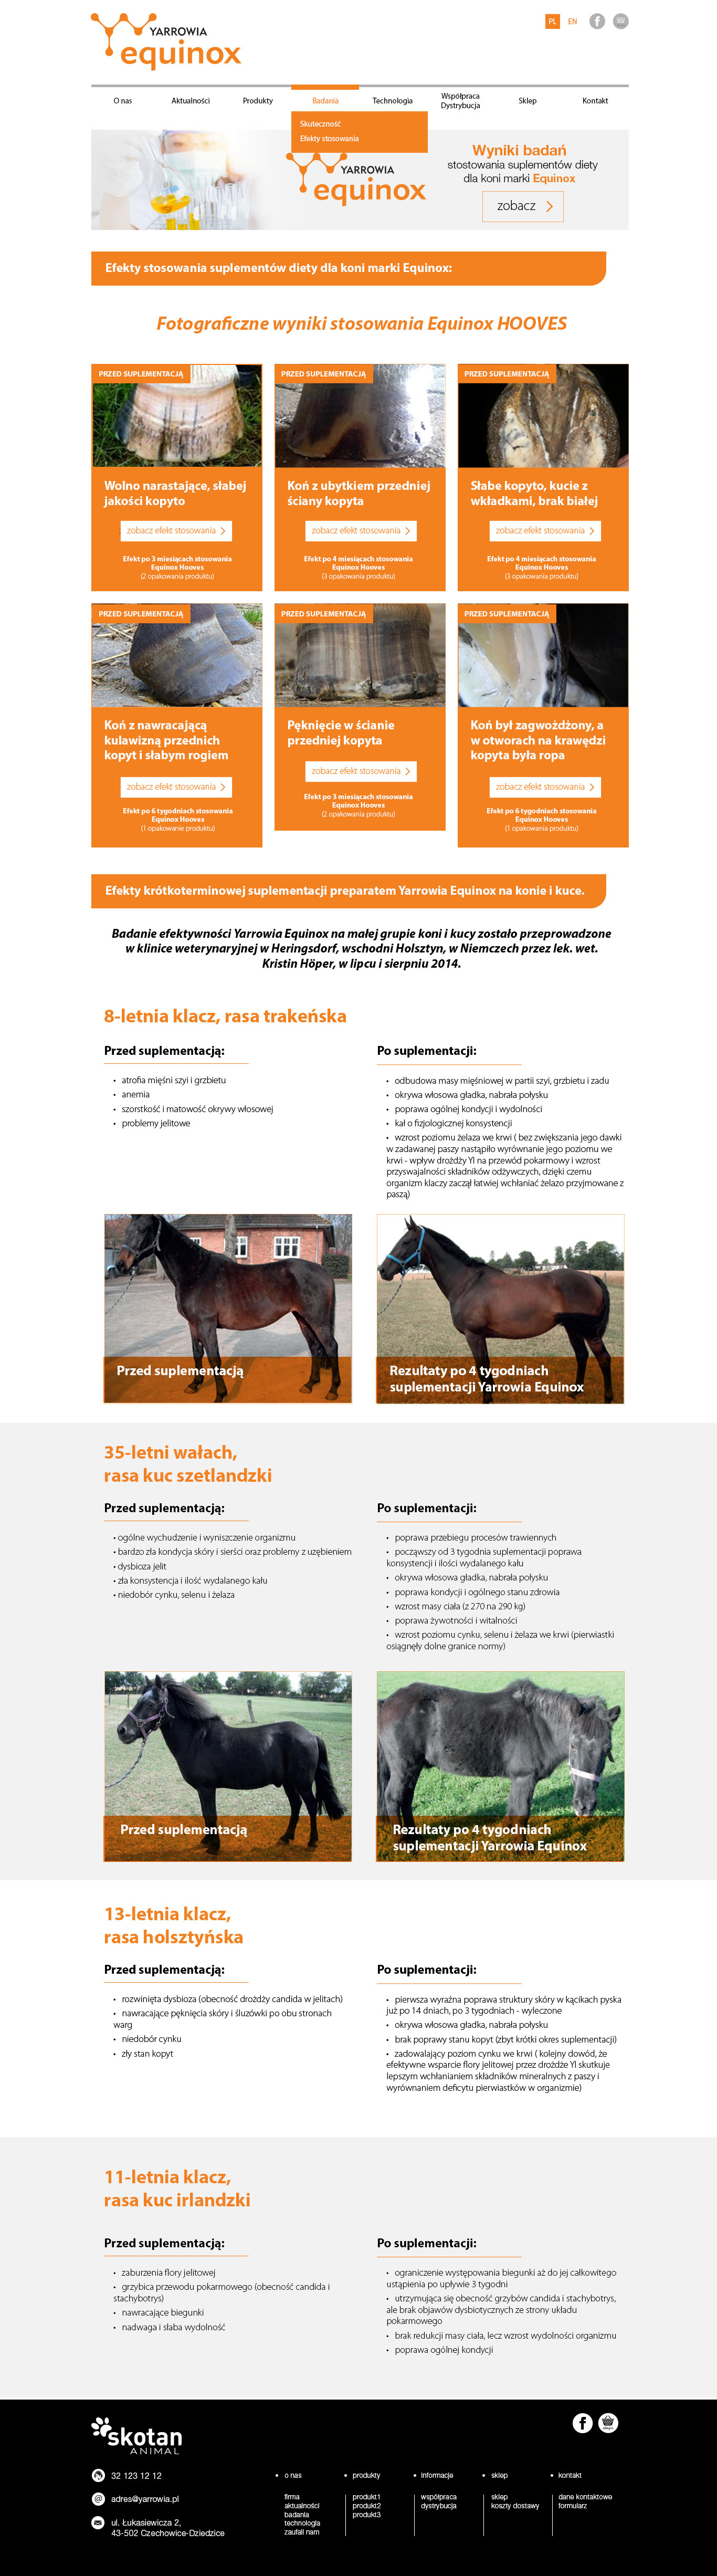 YARROWIA
equinox
PL EN
O nas Aktualności Produkty Badania Technologia Współpraca Dystrybucja Sklep Kontakt
Skuteczność
Efekty stosowania
YARROWIA
equinox
Wyniki badań
stostowania suplementów diety
dla koni marki Equinox
zobacz
Efekty stosowania suplementów diety dla koni marki Equinox:
Fotograficzne wyniki stosowania Equinox HOOVES
PRZED SUPLEMENTACJĄ
Wolno narastające, słabej
jakości kopyto
zobacz efekt stosowania
Efekt po 3 miesiącach stosowania
Equinox Hooves
(2 opakowania produktu)
PRZED SUPLEMENTACJĄ
Koń z ubytkiem przedniej
ściany kopyta
zobacz efekt stosowania
Efekt po 4 miesiącach stosowania
Equinox Hooves
(3 opakowania produktu)
PRZED SUPLEMENTACJĄ
Słabe kopyto, kucie z
wkładkami, brak białej
zobacz efekt stosowania
Efekt po 4 miesiącach stosowania
Equinox Hooves
(3 opakowania produktu)
PRZED SUPLEMENTACJĄ
Koń z nawracającą
kulawizną przednich
kopyt i słabym rogiem
zobacz efekt stosowania
Efekt po 6 tygodniach stosowania
Equinox Hooves
(1 opakowanie produktu)
PRZED SUPLEMENTACJĄ
Pęknięcie w ścianie
przedniej kopyta
zobacz efekt stosowania
Efekt po 3 miesiącach stosowania
Equinox Hooves
(2 opakowania produktu)
PRZED SUPLEMENTACJĄ
Koń był zagwożdżony, a
w otworach na krawędzi
kopyta była ropa
zobacz efekt stosowania
Efekt po 6 tygodniach stosowania
Equinox Hooves
(1 opakowania produktu)
Efekty krótkoterminowej suplementacji preparatem Yarrowia Equinox na konie i kuce.
Badanie efektywności Yarrowia Equinox na małej grupie koni i kucy zostało przeprowadzone
w klinice weterynaryjnej w Heringsdorf, wschodni Holsztyn, w Niemczech przez lek. wet.
Kristin Höper, w lipcu i sierpniu 2014.
8-letnia klacz, rasa trakeńska
Przed suplementacją:
• atrofia mięśni szyi i grzbietu
• anemia
• szorstkość i matowość okrywy włosowej
• problemy jelitowe
Po suplementacji:
• odbudowa masy mięśniowej w partii szyi, grzbietu i zadu
• okrywa włosowa gładka, nabrała połysku
• poprawa ogólnej kondycji i wydolności
• kał o fizjologicznej konsystencji
• wzrost poziomu żelaza we krwi ( bez zwiększania jego dawki
w zadawanej paszy nastąpiło wyrównanie jego poziomu we
krwi - wpływ drożdży Yl na przewód pokarmowy i wzrost
przyswajalności składników odżywczych, dzięki czemu
organizm klaczy zaczął łatwiej wchłaniać żelazo przyjmowane z
paszą)
Przed suplementacją
Rezultaty po 4 tygodniach
suplementacji Yarrowia Equinox
35-letni wałach,
rasa kuc szetlandzki
Przed suplementacją:
• ogólne wychudzenie i wyniszczenie organizmu
• bardzo zła kondycja skóry i sierści oraz problemy z uzębieniem
• dysbioza jelit
• zła konsystencja i ilość wydalanego kału
• niedobór cynku, selenu i żelaza
Po suplementacji:
• poprawa przebiegu procesów trawiennych
• począwszy od 3 tygodnia suplementacji poprawa
konsystencji i ilości wydalanego kału
• okrywa włosowa gładka, nabrała połysku
• poprawa kondycji i ogólnego stanu zdrowia
• wzrost masy ciała (z 270 na 290 kg)
• poprawa żywotności i witalności
• wzrost poziomu cynku, selenu i żelaza we krwi (pierwiastki
osiągnęły dolne granice normy)
Przed suplementacją
Rezultaty po 4 tygodniach
suplementacji Yarrowia Equinox
13-letnia klacz,
rasa holsztyńska
Przed suplementacją:
• rozwinięta dysbioza (obecność drożdży candida w jelitach)
• nawracające pęknięcia skóry i śluzówki po obu stronach
warg
• niedobór cynku
• zły stan kopyt
Po suplementacji:
• pierwsza wyraźna poprawa struktury skóry w kącikach pyska
już po 14 dniach, po 3 tygodniach - wyleczone
• okrywa włosowa gładka, nabrała połysku
• brak poprawy stanu kopyt (zbyt krótki okres suplementacji)
• zadowalający poziom cynku we krwi ( kolejny dowód, że
efektywne wsparcie flory jelitowej przez drożdże Yl skutkuje
lepszym wchłanianiem składników mineralnych z paszy i
wyrównaniem deficytu pierwiastków w organizmie)
11-letnia klacz,
rasa kuc irlandzki
Przed suplementacją:
• zaburzenia flory jelitowej
• grzybica przewodu pokarmowego (obecność candida i
stachybotrys)
• nawracające biegunki
• nadwaga i słaba wydolność
Po suplementacji:
• ograniczenie występowania biegunki aż do jej całkowitego
ustąpienia po upływie 3 tygodni
• utrzymująca się obecność grzybów candida i stachybotrys,
ale brak objawów dysbiotycznych ze strony układu
pokarmowego
• brak redukcji masy ciała, lecz wzrost wydolności organizmu
• poprawa ogólnej kondycji
skotan
ANIMAL
32 123 12 12
adres@yarrowia.pl
ul. Łukasiewicza 2,
43-502 Czechowice-Dziedzice
• o nas
firma
aktualności
badania
technologia
zaufali nam
• produkty
produkt1
produkt2
produkt3
• informacje
współpraca
dystrybucja
• sklep
sklep
koszty dostawy
• kontakt
dane kontaktowe
formularz